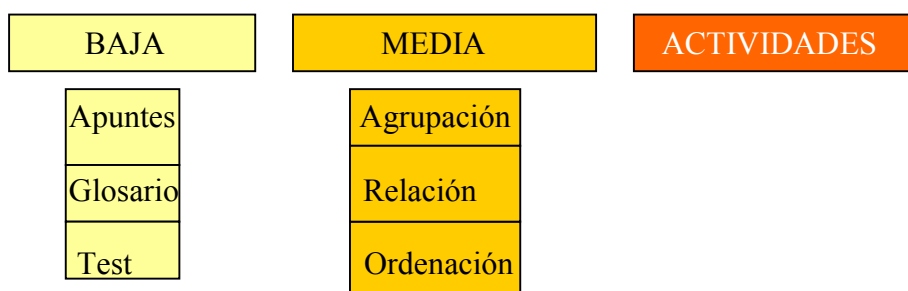 BAJA
MEDIA
ACTIVIDADES
Apuntes
Glosario
Test
Agrupación
Relación
Ordenación